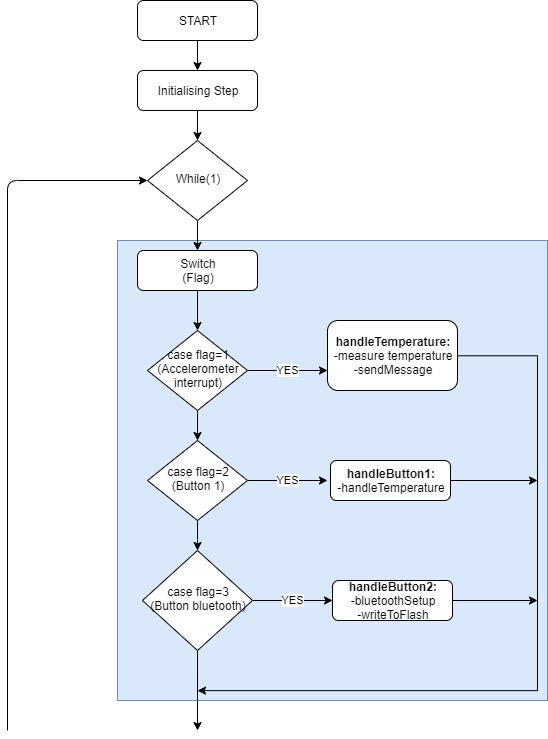 START
Initialising Step
While(1)
Switch
(Flag)
case flag=1
(Accelerometer
interrupt)
YES
handleTemperature:
-measure temperature
-sendMessage
case flag=2
(Button 1)
YES
handleButton1:
-handleTemperature
case flag=3
(Button bluetooth)
YES
handleButton2:
-bluetoothSetup
-writeToFlash